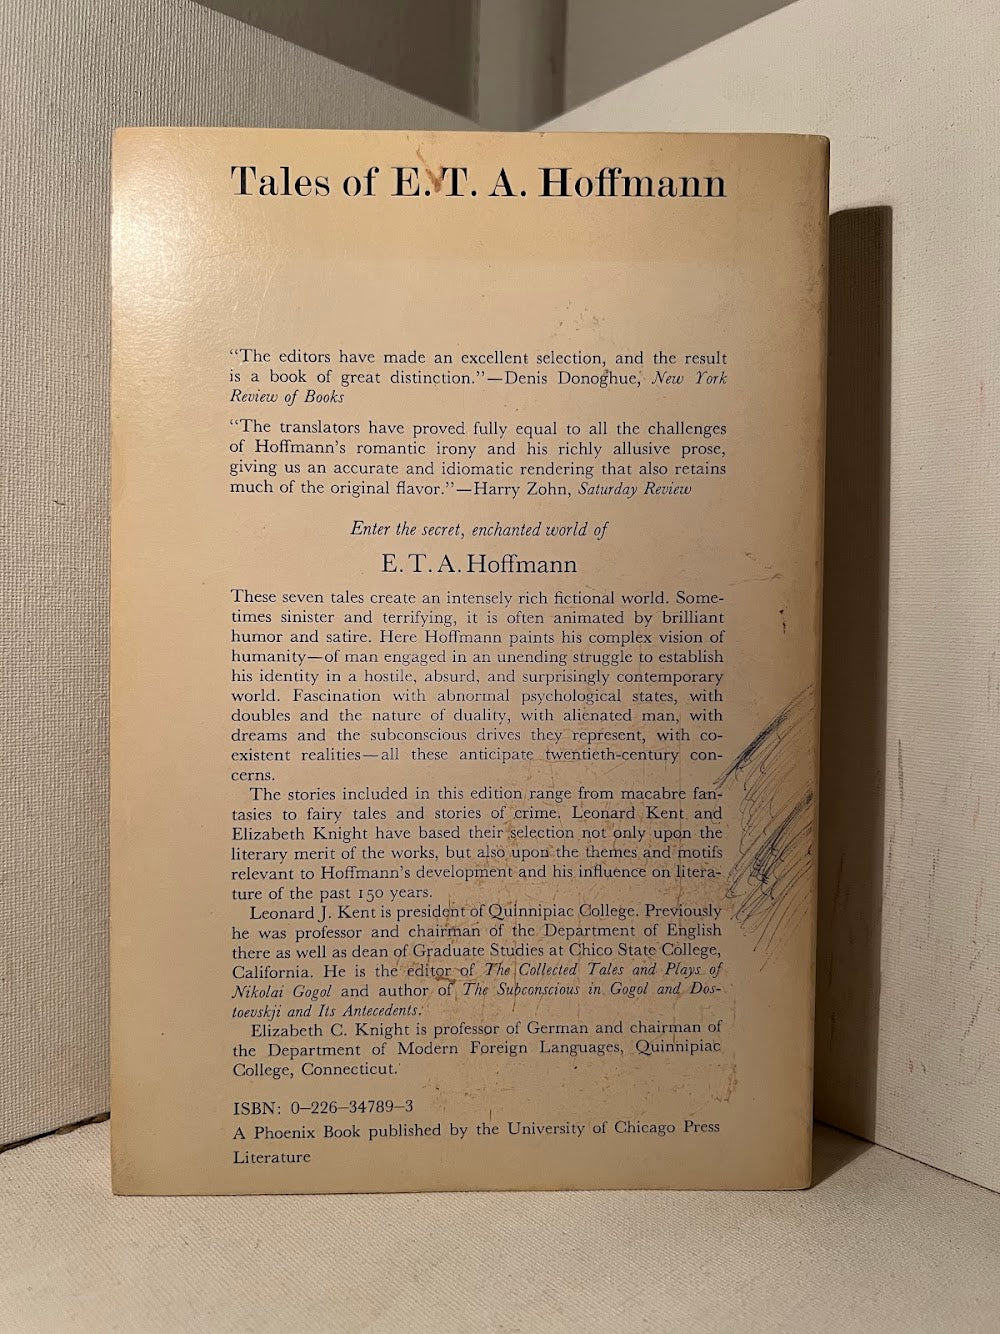 Tales of E. T. A. Hoffmann
“The editors have made an excellent selection, and the result
is a book of great distinction.”—Denis Donoghue, New York
Review of Books
“The translators have proved fully equal to all the challenges
of Hoffmann’s romantic irony and his richly allusive prose,
giving us an accurate and idiomatic rendering that also retains
much of the original flavor.”—Harry Zohn, Saturday Review
Enter the secret, enchanted world of
E. T. A. Hoffmann
These seven tales create an intensely rich fictional world. Some-
times sinister and terrifying, it is often animated by brilliant
humor and satire. Here Hoffmann paints his complex vision of
humanity—of man engaged in an unending struggle to establish
his identity in a hostile, absurd, and surprisingly contemporary
world. Fascination with abnormal psychological states, with
doubles and the nature of duality, with alienated man, with
dreams and the subconscious drives they represent, with co-
existent realities—all these anticipate twentieth-century con-
cerns.
The stories included in this edition range from macabre fan-
tasies to fairy tales and stories of crime. Leonard Kent and
Elizabeth Knight have based their selection not only upon the
literary merit of the works, but also upon the themes and motifs
relevant to Hoffmann’s development and his influence on litera-
ture of the past 150 years.
Leonard J. Kent is president of Quinnipiac College. Previously
he was professor and chairman of the Department of English
there as well as dean of Graduate Studies at Chico State College,
California. He is the editor of The Collected Tales and Plays of
Nikolai Gogol and author of The Subconscious in Gogol and Dos-
toevskji and Its Antecedents.
Elizabeth C. Knight is professor of German and chairman of
the Department of Modern Foreign Languages, Quinnipiac
College, Connecticut.
ISBN: 0–226–34789–3
A Phoenix Book published by the University of Chicago Press
Literature